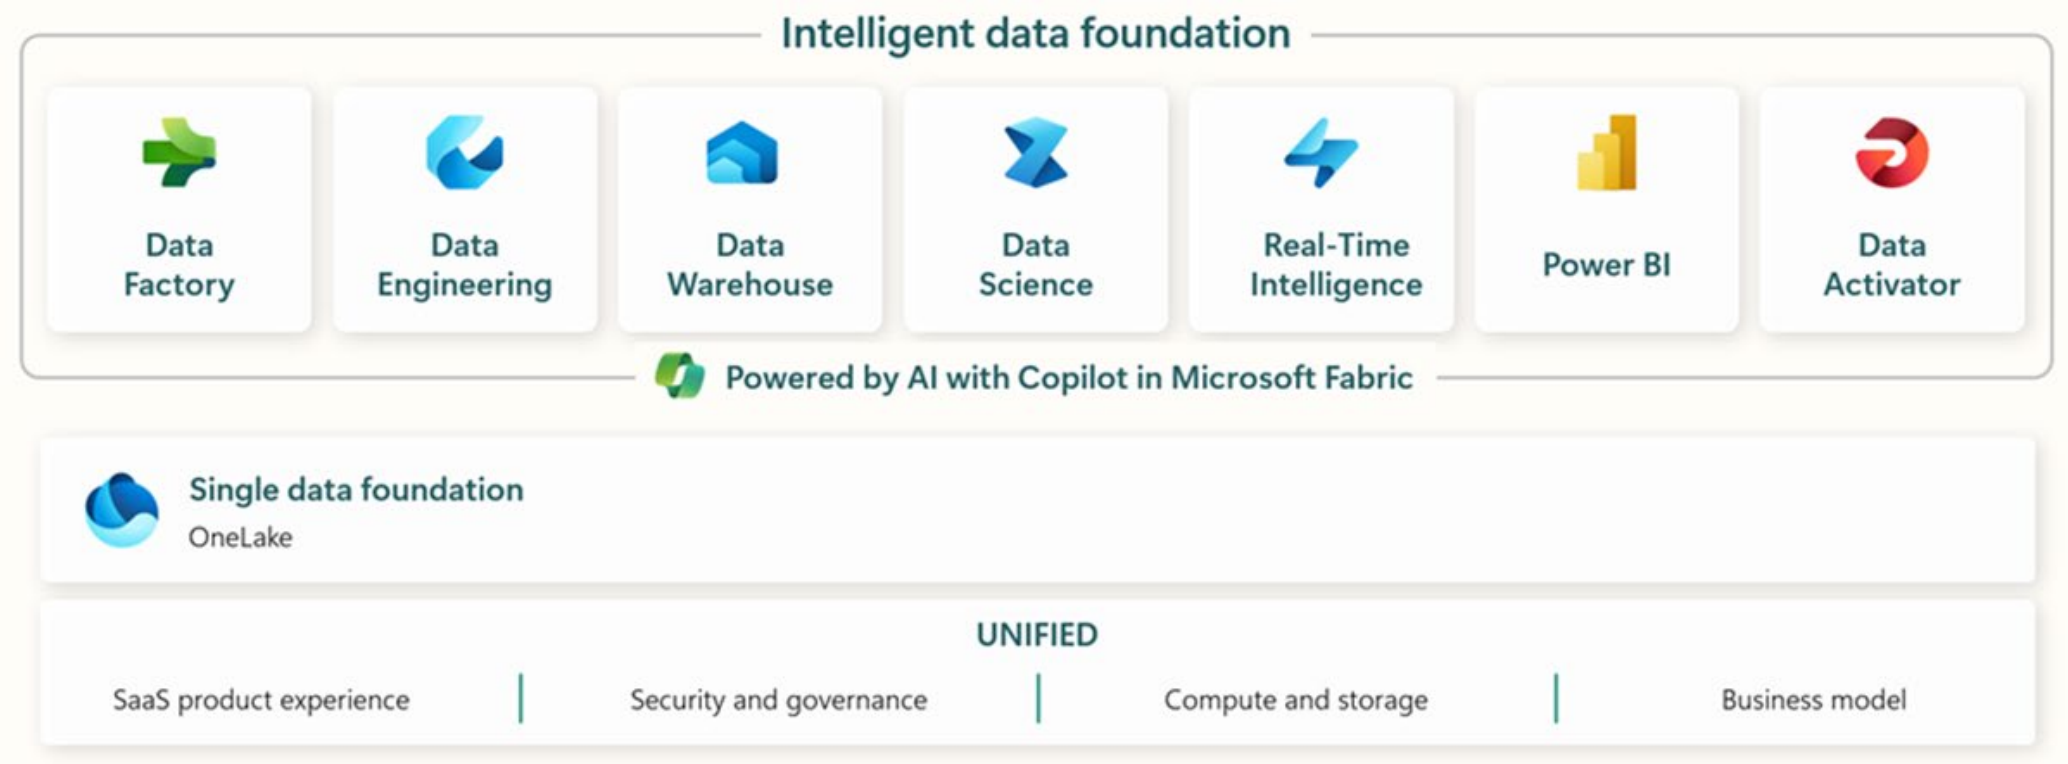 Intelligent data foundation
Data
Factory
Data
Engineering
Data
Warehouse
Data
Science
Real-Time
Intelligence
Power BI
Data
Activator
Powered by AI with Copilot in Microsoft Fabric
Single data foundation
OneLake
UNIFIED
SaaS product experience
Security and governance
Compute and storage
Business model